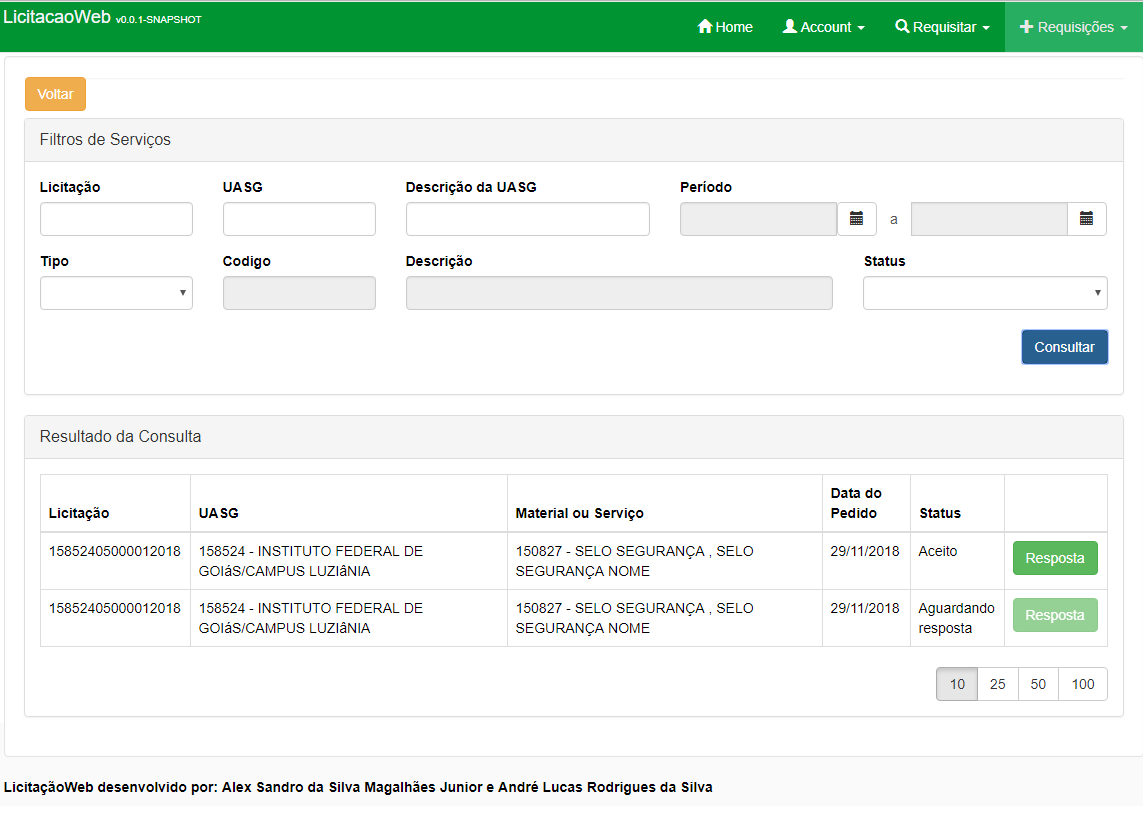 LicitacaoWeb v0.0.1-SNAPSHOT Home Account Requisitar Requisições
Voltar
Filtros de Serviços
Licitação UASG Descrição da UASG Período
a
Tipo Codigo Descrição Status
Consultar
Resultado da Consulta
Licitação UASG Material ou Serviço Data do Pedido Status
15852405000012018 158524 - INSTITUTO FEDERAL DE 150827 - SELO SEGURANÇA , SELO 29/11/2018 Aceito Resposta
GOIáS/CAMPUS LUZIâNIA SEGURANÇA NOME
15852405000012018 158524 - INSTITUTO FEDERAL DE 150827 - SELO SEGURANÇA , SELO 29/11/2018 Aguardando Resposta
GOIáS/CAMPUS LUZIâNIA SEGURANÇA NOME resposta
10 25 50 100
LicitaçãoWeb desenvolvido por: Alex Sandro da Silva Magalhães Junior e André Lucas Rodrigues da Silva